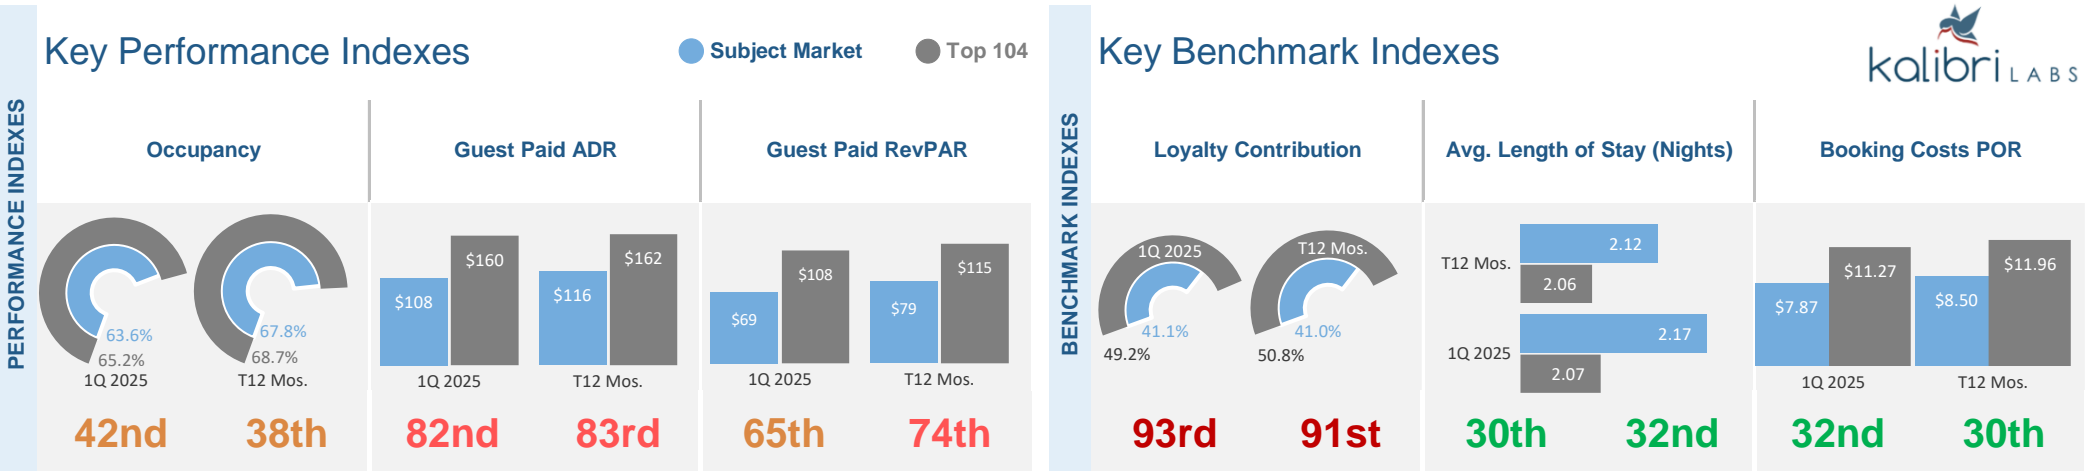 PERFORMANCE INDEXES
Key Performance Indexes
Subject Market
Top 104
Occupancy
Guest Paid ADR
Guest Paid RevPAR
63.6%
65.2%
1Q 2025
67.8%
68.7%
T12 Mos.
$108
$160
1Q 2025
$116
$162
T12 Mos.
$69
$108
1Q 2025
$79
$115
T12 Mos.
42nd
38th
82nd
83rd
65th
74th
BENCHMARK INDEXES
Key Benchmark Indexes
kalibri LABS
Loyalty Contribution
Avg. Length of Stay (Nights)
Booking Costs POR
1Q 2025
41.1%
49.2%
T12 Mos.
41.0%
50.8%
T12 Mos.
2.12
2.06
1Q 2025
2.17
2.07
$7.87
$11.27
1Q 2025
$8.50
$11.96
T12 Mos.
93rd
91st
30th
32nd
32nd
30th